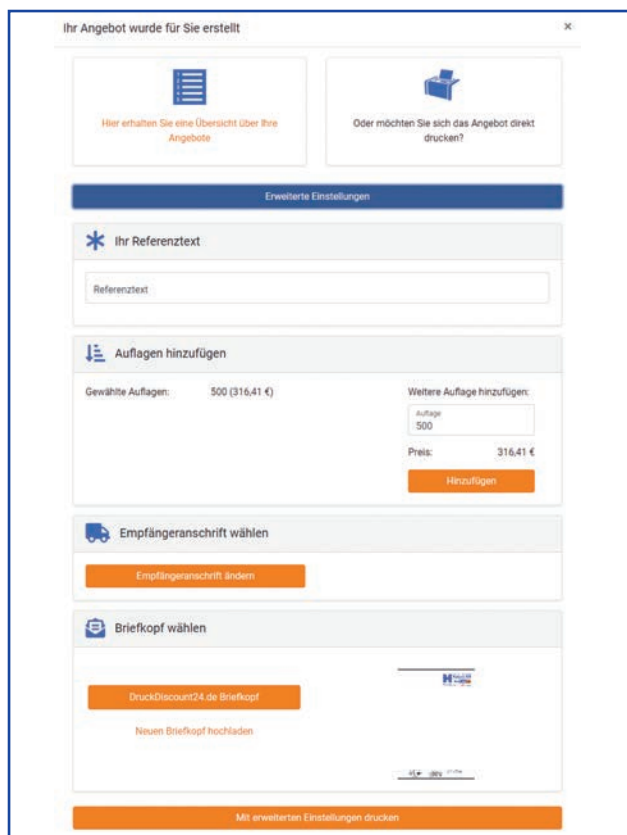 Ihr Angebot wurde für Sie erstellt ×
Hier erhalten Sie eine Übersicht über Ihre
Angebote
Oder möchten Sie sich das Angebot direkt
drucken?
Erweiterte Einstellungen
Ihr Referenztext
Referenztext
Auflagen hinzufügen
Gewählte Auflagen: 500 (316,41 €)
Weitere Auflage hinzufügen:
Auflage
500
Preis: 316,41 €
Hinzufügen
Empfängeranschrift wählen
Empfängeranschrift ändern
Briefkopf wählen
DruckDiscount24.de Briefkopf
Neuen Briefkopf hochladen
Mit erweiterten Einstellungen drucken